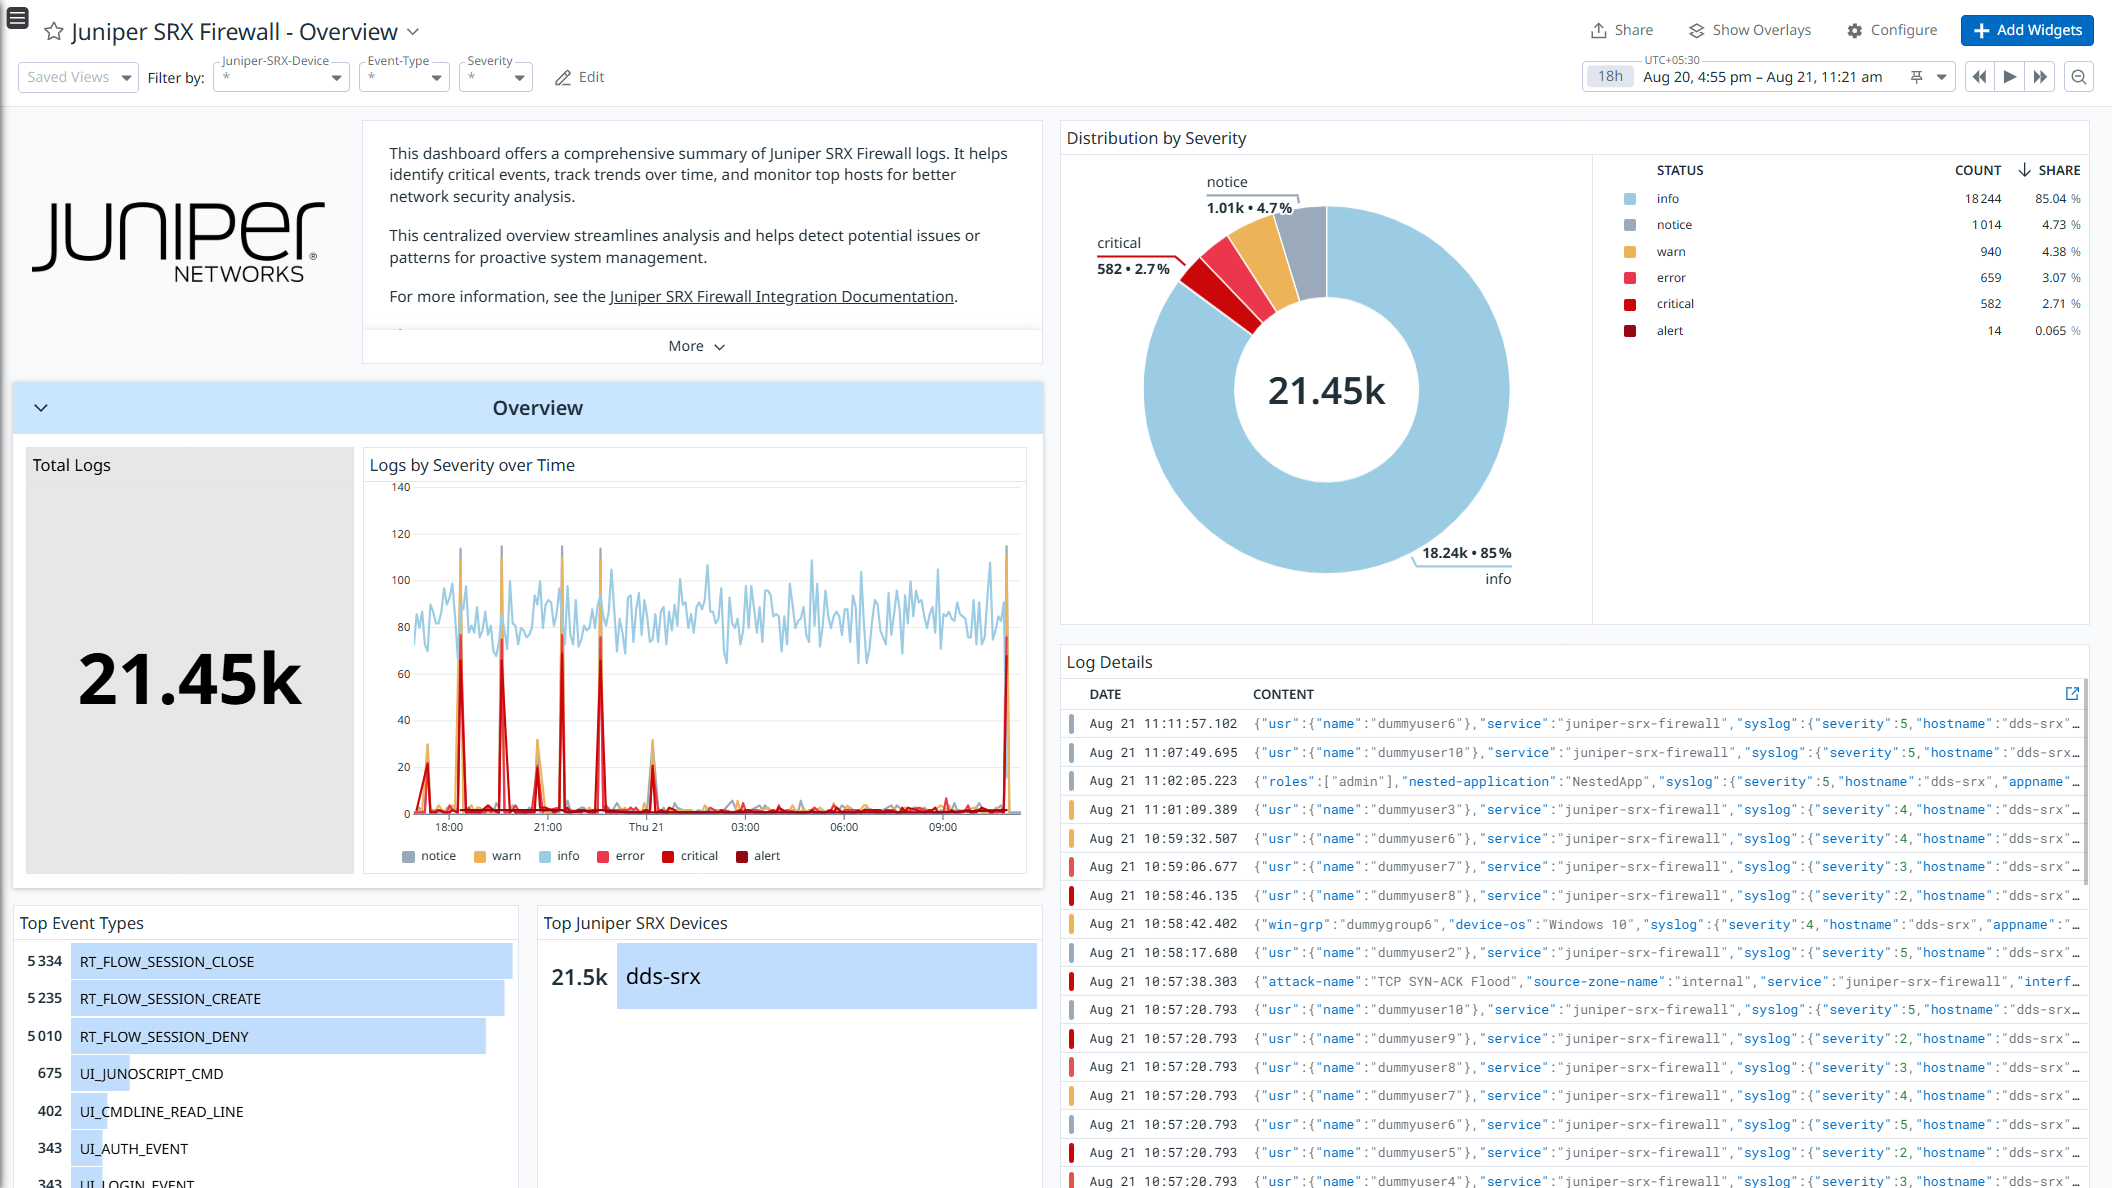 Juniper SRX Firewall - Overview
Share
Show Overlays
Configure
Add Widgets
Saved Views
Filter by:
Juniper-SRX-Device
*
Event-Type
*
Severity
*
Edit
UTC+05:30
18h
Aug 20, 4:55 pm – Aug 21, 11:21 am
JUNIPEr®
NETWORKS
This dashboard offers a comprehensive summary of Juniper SRX Firewall logs. It helps
identify critical events, track trends over time, and monitor top hosts for better
network security analysis.
This centralized overview streamlines analysis and helps detect potential issues or
patterns for proactive system management.
For more information, see the Juniper SRX Firewall Integration Documentation.
More
Overview
Total Logs
21.45k
Logs by Severity over Time
140
120
100
80
60
40
20
0
18:00 21:00 Thu 21 03:00 06:00 09:00
notice warn info error critical alert
Top Event Types
5 334 RT_FLOW_SESSION_CLOSE
5 235 RT_FLOW_SESSION_CREATE
5 010 RT_FLOW_SESSION_DENY
675 UI_JUNOSCRIPT_CMD
402 UI_CMDLINE_READ_LINE
343 UI_AUTH_EVENT
343 UI_LOGIN_EVENT
Top Juniper SRX Devices
21.5k dds-srx
Distribution by Severity
notice
1.01k • 4.7%
critical
582 • 2.7%
21.45k
18.24k • 85%
info
STATUS COUNT SHARE
info 18 244 85.04 %
notice 1 014 4.73 %
warn 940 4.38 %
error 659 3.07 %
critical 582 2.71 %
alert 14 0.065 %
Log Details
DATE CONTENT
Aug 21 11:11:57.102 {"usr":{"name":"dummyuser6"},"service":"juniper-srx-firewall","syslog":{"severity":5,"hostname":"dds-srx"…
Aug 21 11:07:49.695 {"usr":{"name":"dummyuser10"},"service":"juniper-srx-firewall","syslog":{"severity":5,"hostname":"dds-srx…
Aug 21 11:02:05.223 {"roles":["admin"],"nested-application":"NestedApp","syslog":{"severity":5,"hostname":"dds-srx","appname"…
Aug 21 11:01:09.389 {"usr":{"name":"dummyuser3"},"service":"juniper-srx-firewall","syslog":{"severity":4,"hostname":"dds-srx"…
Aug 21 10:59:32.507 {"usr":{"name":"dummyuser6"},"service":"juniper-srx-firewall","syslog":{"severity":4,"hostname":"dds-srx"…
Aug 21 10:59:06.677 {"usr":{"name":"dummyuser7"},"service":"juniper-srx-firewall","syslog":{"severity":3,"hostname":"dds-srx"…
Aug 21 10:58:46.135 {"usr":{"name":"dummyuser8"},"service":"juniper-srx-firewall","syslog":{"severity":2,"hostname":"dds-srx"…
Aug 21 10:58:42.402 {"win-grp":"dummygroup6","device-os":"Windows 10","syslog":{"severity":4,"hostname":"dds-srx","appname":"…
Aug 21 10:58:17.680 {"usr":{"name":"dummyuser2"},"service":"juniper-srx-firewall","syslog":{"severity":5,"hostname":"dds-srx"…
Aug 21 10:57:38.303 {"attack-name":"TCP SYN-ACK Flood","source-zone-name":"internal","service":"juniper-srx-firewall","interf…
Aug 21 10:57:20.793 {"usr":{"name":"dummyuser10"},"service":"juniper-srx-firewall","syslog":{"severity":5,"hostname":"dds-srx…
Aug 21 10:57:20.793 {"usr":{"name":"dummyuser9"},"service":"juniper-srx-firewall","syslog":{"severity":2,"hostname":"dds-srx"…
Aug 21 10:57:20.793 {"usr":{"name":"dummyuser8"},"service":"juniper-srx-firewall","syslog":{"severity":3,"hostname":"dds-srx"…
Aug 21 10:57:20.793 {"usr":{"name":"dummyuser7"},"service":"juniper-srx-firewall","syslog":{"severity":4,"hostname":"dds-srx"…
Aug 21 10:57:20.793 {"usr":{"name":"dummyuser6"},"service":"juniper-srx-firewall","syslog":{"severity":5,"hostname":"dds-srx"…
Aug 21 10:57:20.793 {"usr":{"name":"dummyuser5"},"service":"juniper-srx-firewall","syslog":{"severity":2,"hostname":"dds-srx"…
Aug 21 10:57:20.793 {"usr":{"name":"dummyuser4"},"service":"juniper-srx-firewall","syslog":{"severity":3,"hostname":"dds-srx"…